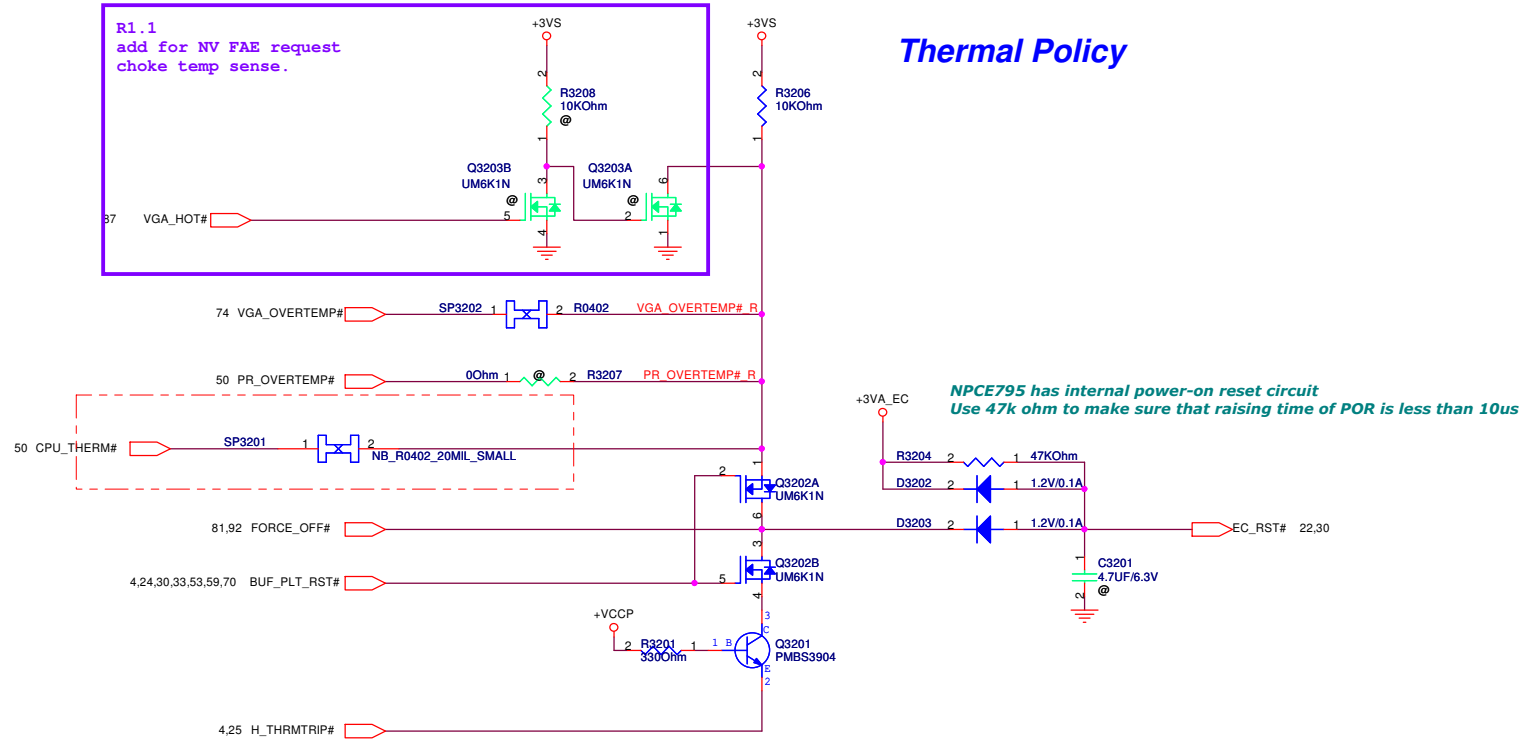 R1.1
add for NV FAE request
choke temp sense.
+3VS
+3VS
Thermal Policy
2
R3208
10KOhm
@
1
2
R3206
10KOhm
1
Q3203B
UM6K1N
@
3
5
4
Q3203A
UM6K1N
@
6
2
1
VGA_HOT#
74 VGA_OVERTEMP#
SP3202 1 2 R0402
VGA_OVERTEMP#_R
50 PR_OVERTEMP#
0Ohm 1 @ 2 R3207
PR_OVERTEMP#_R
50 CPU_THERM#
SP3201 1 2
NB_R0402_20MIL_SMALL
NPCE795 has internal power-on reset circuit
Use 47k ohm to make sure that raising time of POR is less than 10us
+3VA_EC
R3204 2 1 47KOhm
D3202 2 1 1.2V/0.1A
1
2
Q3202A
UM6K1N
6
81,92 FORCE_OFF#
D3203 2 1 1.2V/0.1A
EC_RST# 22,30
3
Q3202B
UM6K1N
5
4
4,24,30,33,53,59,70 BUF_PLT_RST#
1
C3201
4.7UF/6.3V
@
2
+VCCP
2 R3201 1
330Ohm
1 B
3
C
Q3201
PMBS3904
E
2
4,25 H_THRMTRIP#